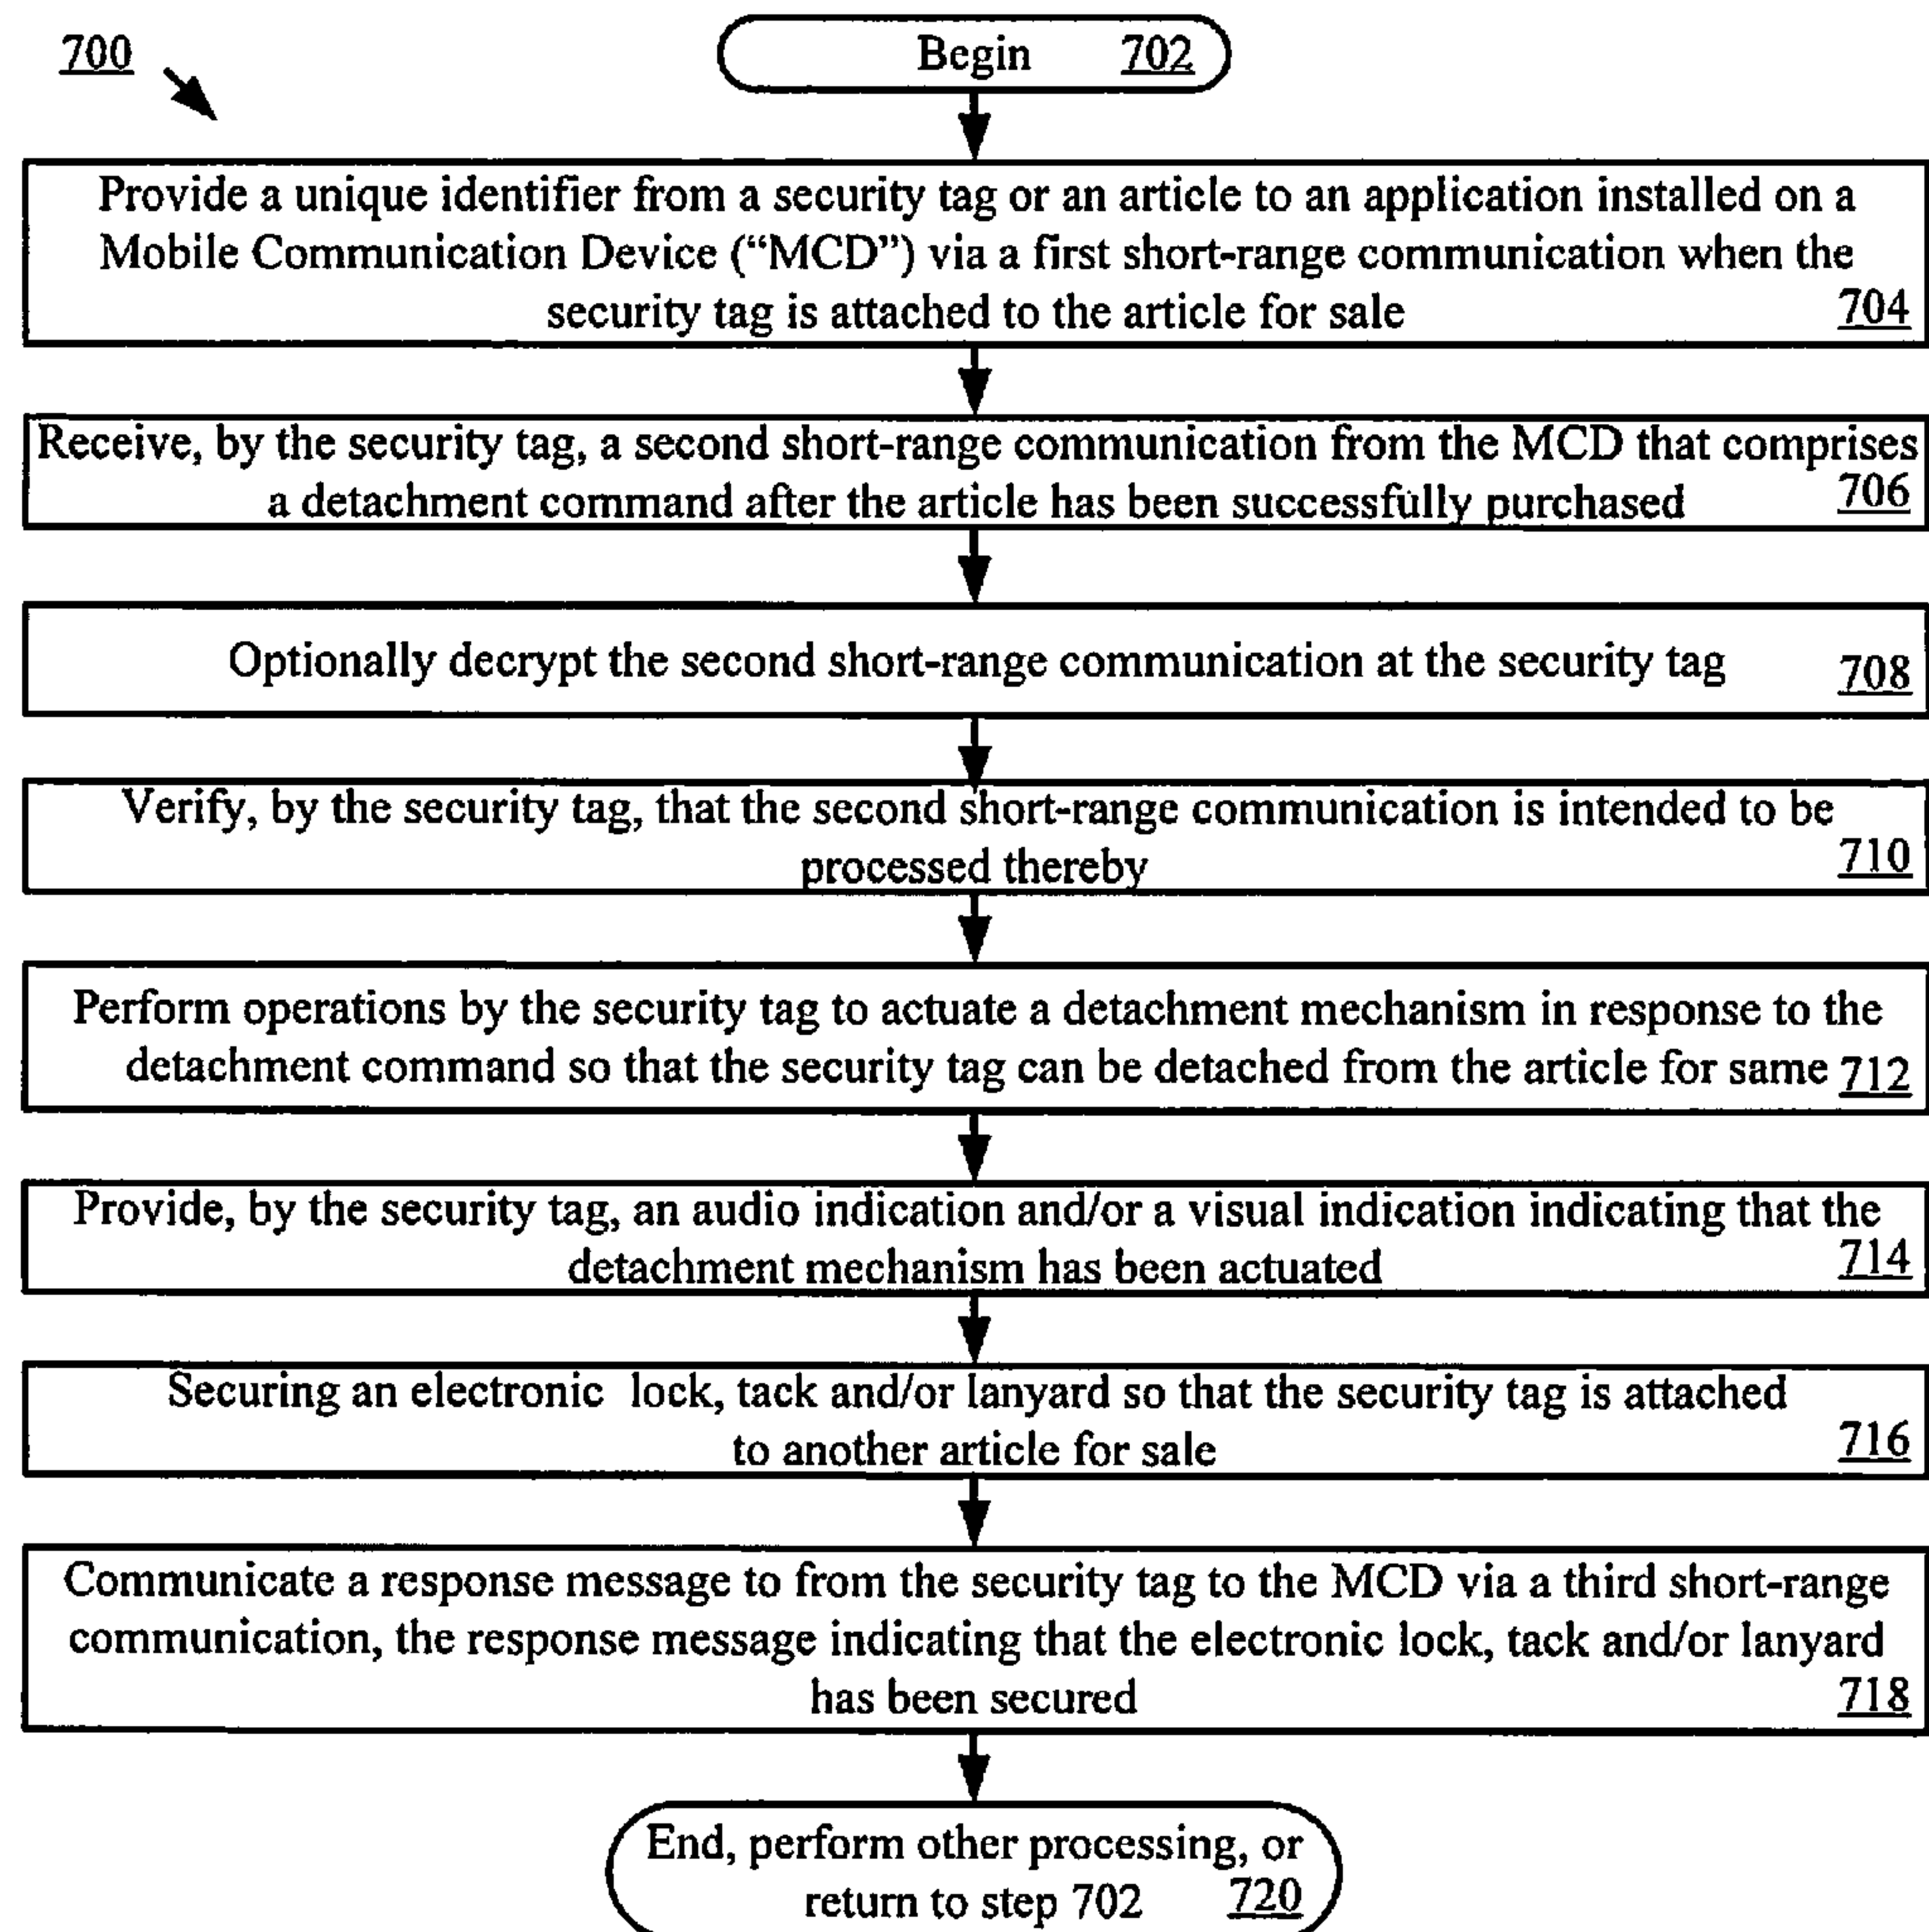 700
Begin 702
Provide a unique identifier from a security tag or an article to an application installed on a
Mobile Communication Device (“MCD”) via a first short-range communication when the
security tag is attached to the article for sale 704
Receive, by the security tag, a second short-range communication from the MCD that comprises
a detachment command after the article has been successfully purchased 706
Optionally decrypt the second short-range communication at the security tag 708
Verify, by the security tag, that the second short-range communication is intended to be
processed thereby 710
Perform operations by the security tag to actuate a detachment mechanism in response to the
detachment command so that the security tag can be detached from the article for same 712
Provide, by the security tag, an audio indication and/or a visual indication indicating that the
detachment mechanism has been actuated 714
Securing an electronic lock, tack and/or lanyard so that the security tag is attached
to another article for sale 716
Communicate a response message to from the security tag to the MCD via a third short-range
communication, the response message indicating that the electronic lock, tack and/or lanyard
has been secured 718
End, perform other processing, or
return to step 702 720